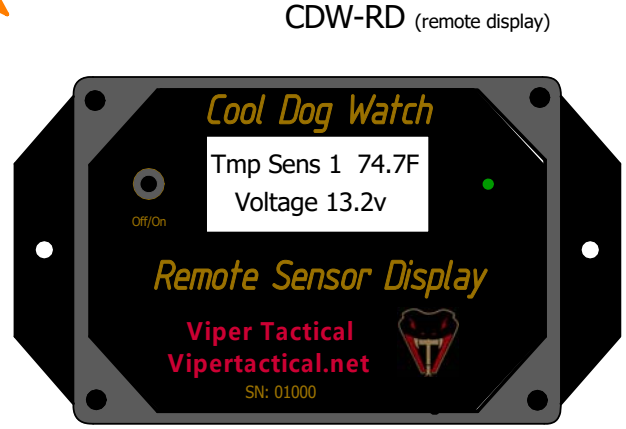 CDW-RD (remote display)
Cool Dog Watch
Tmp Sens 1 74.7F
Voltage 13.2v
Off/On
Remote Sensor Display
Viper Tactical
Vipertactical.net
SN: 01000